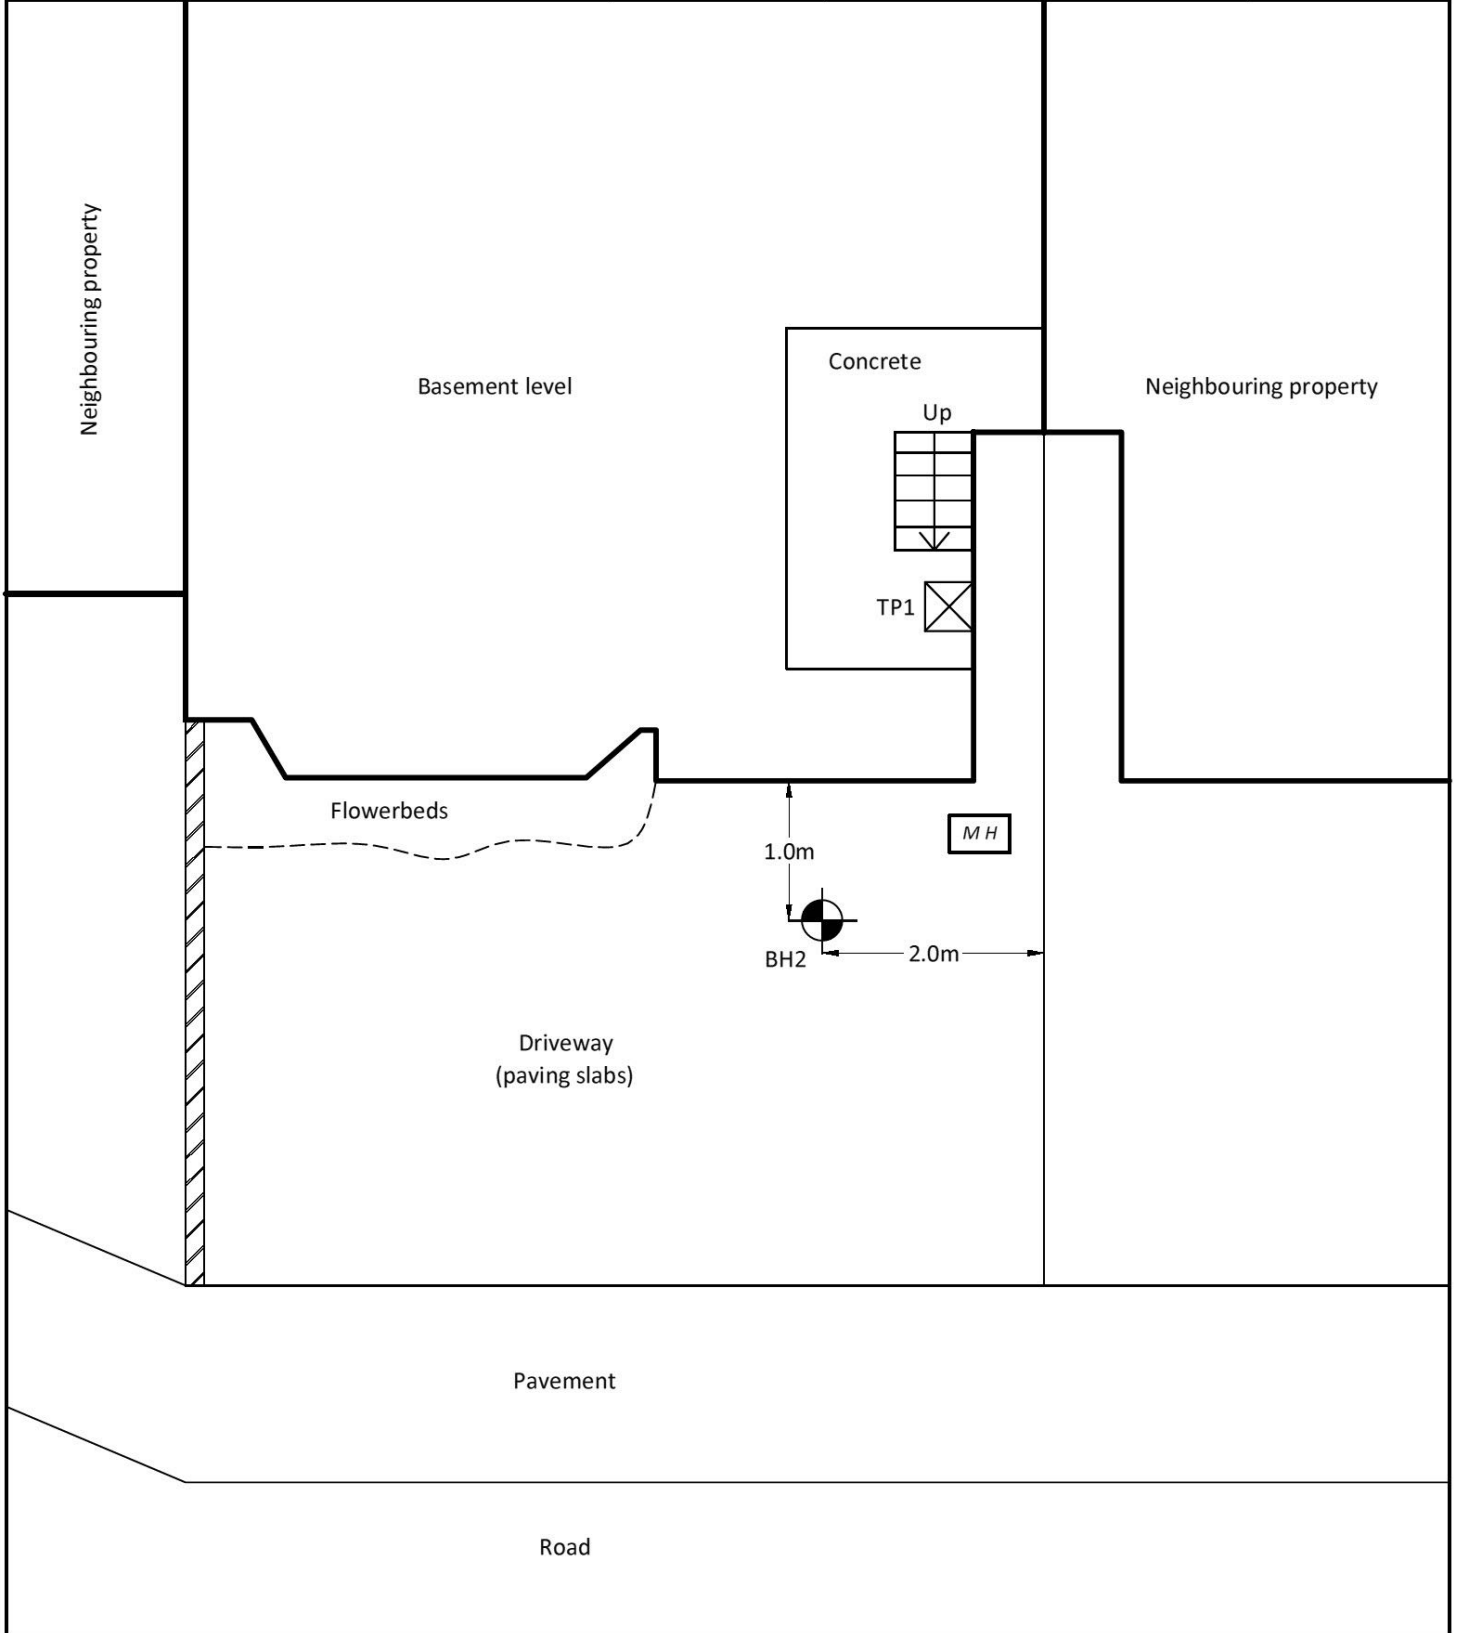 Neighbouring property
Concrete
Basement level
Neighbouring property
Up
TP1
Flowerbeds
M H
1.0m
BH2
2.0m
Driveway
(paving slabs)
Pavement
Road